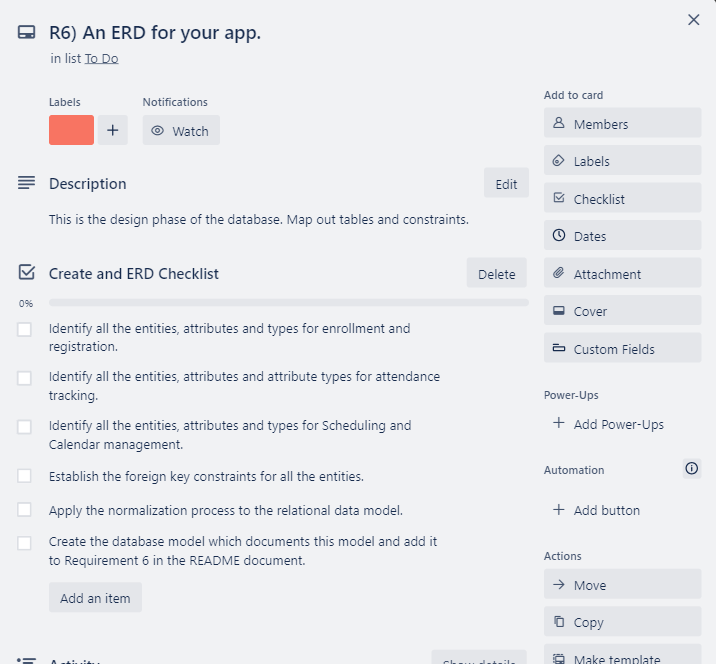 R6) An ERD for your app.
in list To Do
Labels
Notifications
Watch
Description
Edit
This is the design phase of the database. Map out tables and constraints.
Create and ERD Checklist
Delete
0%
Identify all the entities, attributes and types for enrollment and
registration.
Identify all the entities, attributes and attribute types for attendance
tracking.
Identify all the entities, attributes and types for Scheduling and
Calendar management.
Establish the foreign key constraints for all the entities.
Apply the normalization process to the relational data model.
Create the database model which documents this model and add it
to Requirement 6 in the README document.
Add an item
Activity
Show details
Add to card
Members
Labels
Checklist
Dates
Attachment
Cover
Custom Fields
Power-Ups
Add Power-Ups
Automation
Add button
Actions
Move
Copy
Make template